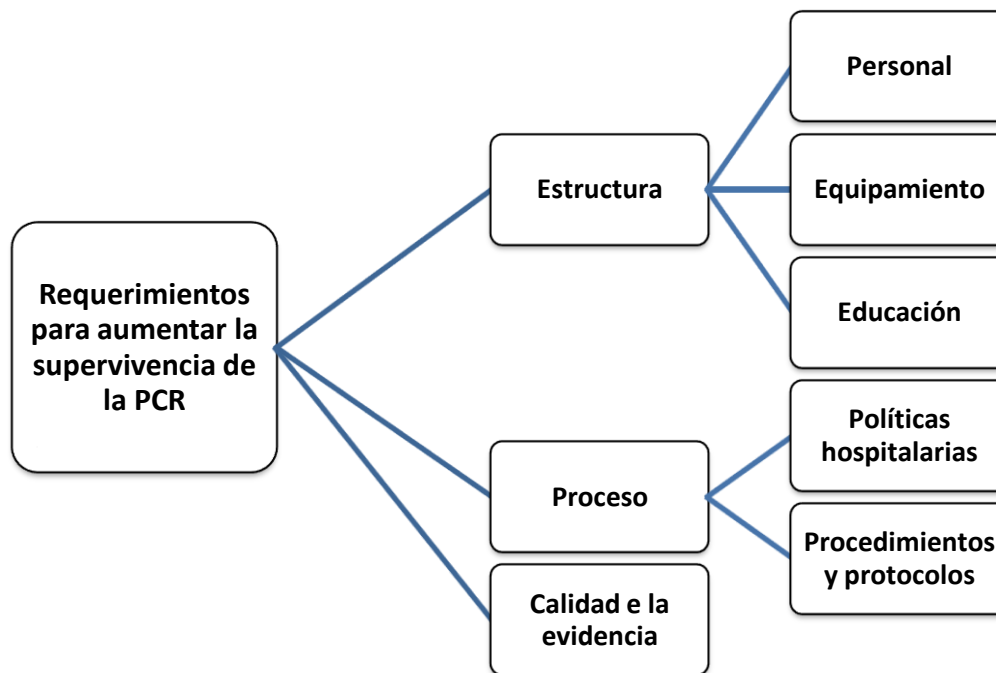 Requerimientos
para aumentar la
supervivencia de
la PCR
Estructura
Personal
Equipamiento
Educación
Proceso
Políticas
hospitalarias
Procedimientos
y protocolos
Calidad e la
evidencia